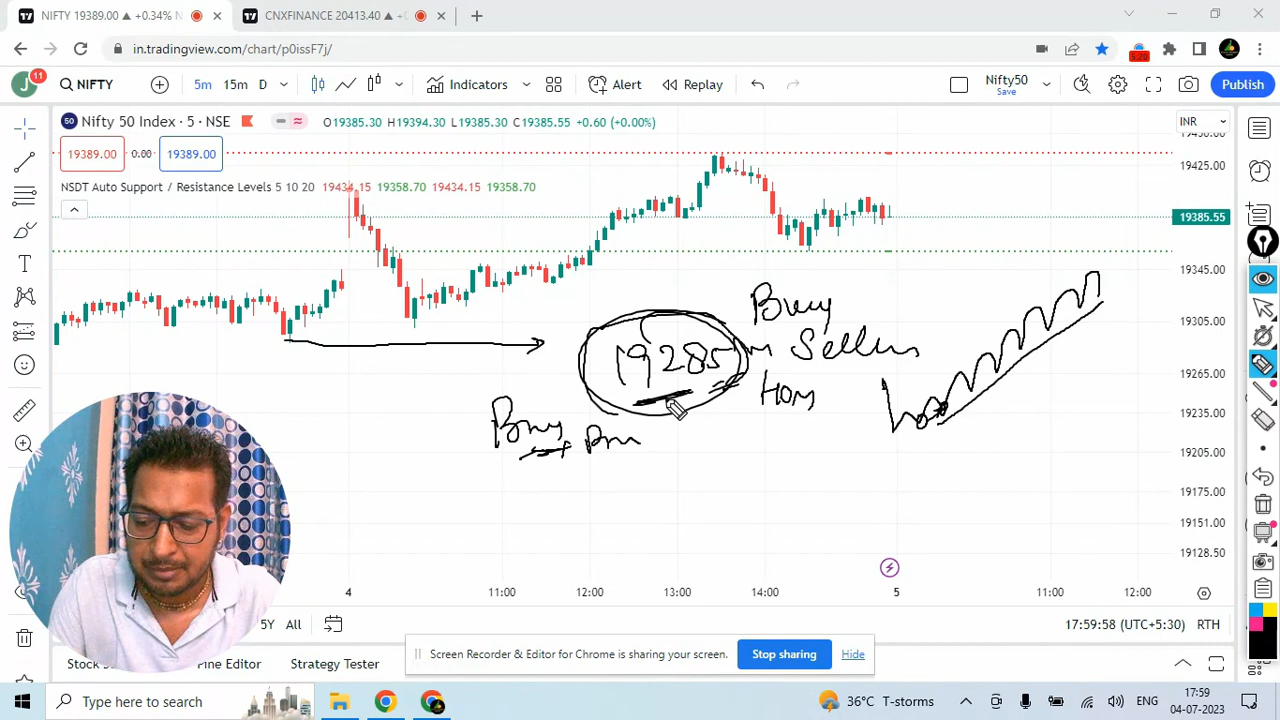 NIFTY 19389.00 ▲ +0.34% N
CNXFINANCE 20413.40 ▲ +0
in.tradingview.com/chart/p0issF7j/
5:20
J 11
NIFTY
5m 15m D
Indicators
Alert
Replay
Nifty50
Save
Publish
50 Nifty 50 Index · 5 · NSE
O19385.30 H19394.30 L19385.30 C19385.55 +0.60 (+0.00%)
INR
19389.00 0.00 19389.00
NSDT Auto Support / Resistance Levels 5 10 20 19434.15 19358.70 19434.15 19358.70
19425.00
19385.55
19345.00
19305.00
19265.00
19235.00
19205.00
19175.00
19151.00
19128.50
Buy
19285
Sellers
Buy
4 11:00 12:00 13:00 14:00 5 11:00 12:00
5Y All
17:59:58 (UTC+5:30) RTH
Pine Editor
Strategy Tester
Screen Recorder & Editor for Chrome is sharing your screen.
Stop sharing
Hide
Type here to search
36°C T-storms
ENG
17:59
04-07-2023